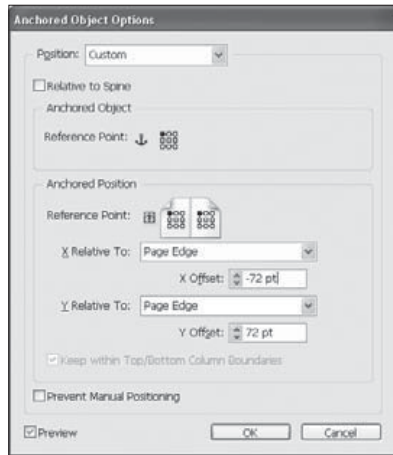 Anchored Object Options
Position: Custom
Relative to Spine
Anchored Object
Reference Point:
Anchored Position
Reference Point:
X Relative To: Page Edge
X Offset: -72 pt
Y Relative To: Page Edge
Y Offset: 72 pt
Keep within Top/Bottom Column Boundaries
Prevent Manual Positioning
Preview OK Cancel